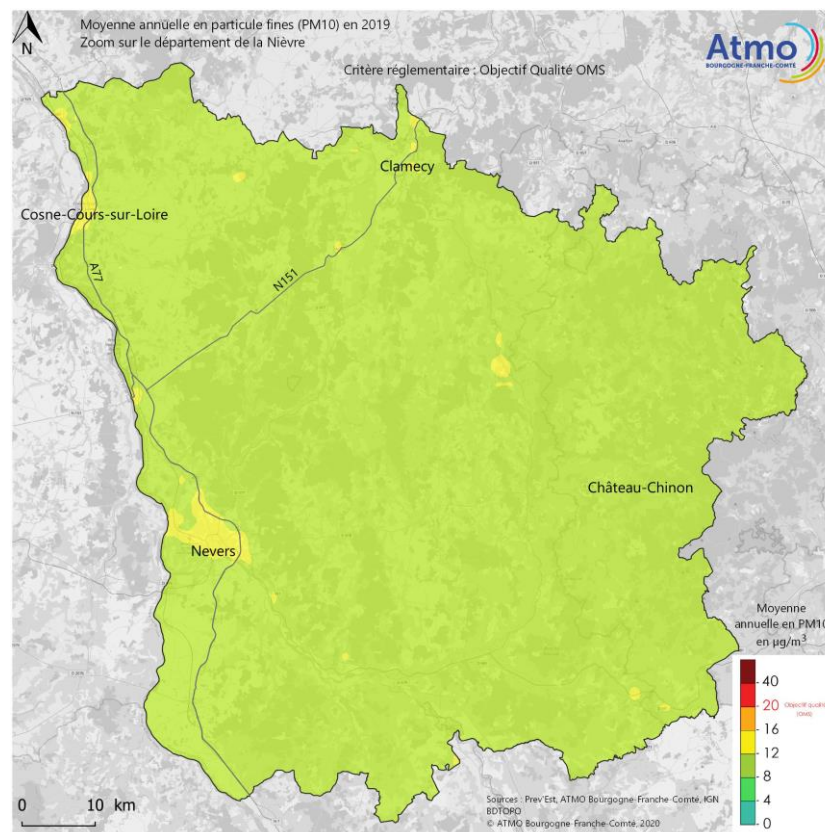 Moyenne annuelle en particule fines (PM10) en 2019
Zoom sur le département de la Nièvre
N
Critère réglementaire : Objectif Qualité OMS
Atmo
BOURGOGNE-FRANCHE-COMTÉ
Clamecy
Cosne-Cours-sur-Loire
A77
N151
Château-Chinon
Nevers
Moyenne
annuelle en PM10
en µg/m³
40
20 Objectif qualité
(OMS)
16
12
8
4
0
0 10 km
Sources : Prev'Est, ATMO Bourgogne-Franche-Comté, IGN
BDTOPO
© ATMO Bourgogne-Franche-Comté, 2020